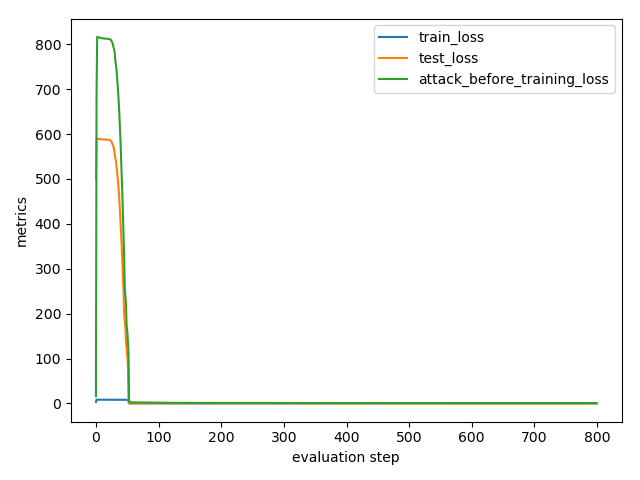 train_loss
test_loss
attack_before_training_loss
800
700
600
500
400
300
200
100
0
metrics
0 100 200 300 400 500 600 700 800
evaluation step